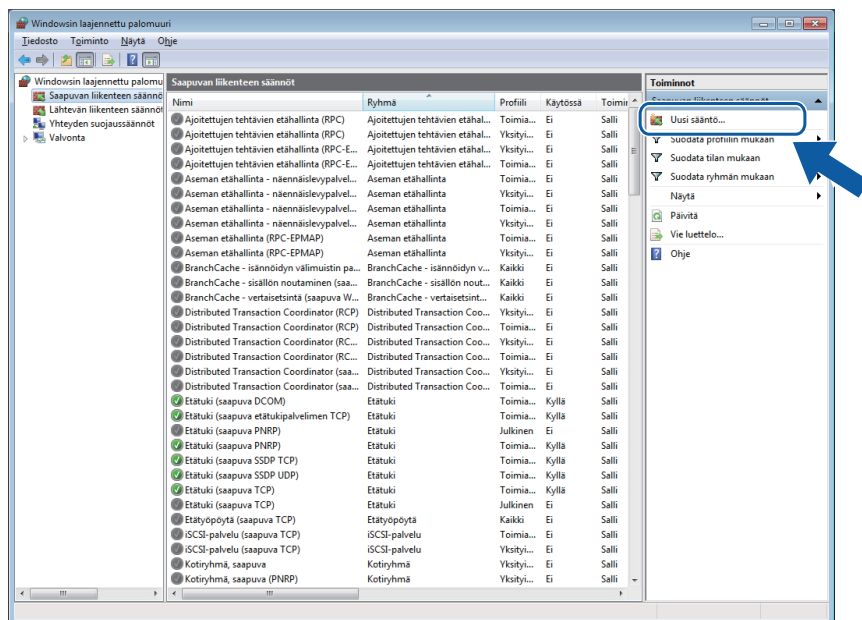 Windowsin laajennettu palomuuri
Tiedosto Toiminto Näytä Ohje
Windowsin laajennettu palomu
Saapuvan liikenteen säännö
Lähtevän liikenteen säännöt
Yhteyden suojaussäännöt
Valvonta
Saapuvan liikenteen säännöt
Nimi Ryhmä Profiili Käytössä Toimin
Ajoitettujen tehtävien etähallinta (RPC) Ajoitettujen tehtävien etähal... Toimia... Ei Salli
Ajoitettujen tehtävien etähallinta (RPC) Ajoitettujen tehtävien etähal... Yksityi... Ei Salli
Ajoitettujen tehtävien etähallinta (RPC-E... Ajoitettujen tehtävien etähal... Yksityi... Ei Salli
Ajoitettujen tehtävien etähallinta (RPC-E... Ajoitettujen tehtävien etähal... Toimia... Ei Salli
Aseman etähallinta - näennäislevypalvel... Aseman etähallinta Toimia... Ei Salli
Aseman etähallinta - näennäislevypalvel... Aseman etähallinta Yksityi... Ei Salli
Aseman etähallinta - näennäislevypalvel... Aseman etähallinta Toimia... Ei Salli
Aseman etähallinta - näennäislevypalvel... Aseman etähallinta Yksityi... Ei Salli
Aseman etähallinta (RPC-EPMAP) Aseman etähallinta Toimia... Ei Salli
Aseman etähallinta (RPC-EPMAP) Aseman etähallinta Yksityi... Ei Salli
BranchCache - isännöidyn välimuistin pa... BranchCache - isännöidyn v... Kaikki Ei Salli
BranchCache - sisällön noutaminen (saa... BranchCache - sisällön nout... Kaikki Ei Salli
BranchCache - vertaisetsintä (saapuva W... BranchCache - vertaisetsint... Kaikki Ei Salli
Distributed Transaction Coordinator (RCP) Distributed Transaction Coo... Yksityi... Ei Salli
Distributed Transaction Coordinator (RCP) Distributed Transaction Coo... Toimia... Ei Salli
Distributed Transaction Coordinator (RC... Distributed Transaction Coo... Yksityi... Ei Salli
Distributed Transaction Coordinator (RC... Distributed Transaction Coo... Toimia... Ei Salli
Distributed Transaction Coordinator (saa... Distributed Transaction Coo... Yksityi... Ei Salli
Distributed Transaction Coordinator (saa... Distributed Transaction Coo... Toimia... Ei Salli
Etätuki (saapuva DCOM) Etätuki Toimia... Kyllä Salli
Etätuki (saapuva etätukipalvelimen TCP) Etätuki Toimia... Kyllä Salli
Etätuki (saapuva PNRP) Etätuki Julkinen Ei Salli
Etätuki (saapuva PNRP) Etätuki Toimia... Kyllä Salli
Etätuki (saapuva SSDP TCP) Etätuki Toimia... Kyllä Salli
Etätuki (saapuva SSDP UDP) Etätuki Toimia... Kyllä Salli
Etätuki (saapuva TCP) Etätuki Toimia... Kyllä Salli
Etätuki (saapuva TCP) Etätuki Julkinen Ei Salli
Etätyöpöytä (saapuva TCP) Etätyöpöytä Kaikki Ei Salli
iSCSI-palvelu (saapuva TCP) iSCSI-palvelu Toimia... Ei Salli
iSCSI-palvelu (saapuva TCP) iSCSI-palvelu Yksityi... Ei Salli
Kotiryhmä, saapuva Kotiryhmä Yksityi... Ei Salli
Kotiryhmä, saapuva (PNRP) Kotiryhmä Yksityi... Ei Salli
Toiminnot
Saapuvan liikenteen säännöt
Uusi sääntö...
Suodata profiilin mukaan
Suodata tilan mukaan
Suodata ryhmän mukaan
Näytä
Päivitä
Vie luettelo...
Ohje